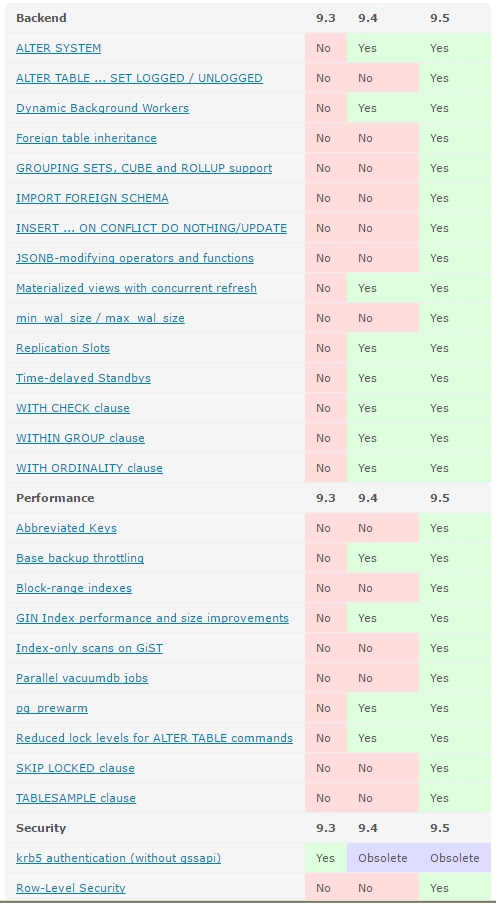 Backend 9.3 9.4 9.5
ALTER SYSTEM No Yes Yes
ALTER TABLE ... SET LOGGED / UNLOGGED No No Yes
Dynamic Background Workers No Yes Yes
Foreign table inheritance No No Yes
GROUPING SETS, CUBE and ROLLUP support No No Yes
IMPORT FOREIGN SCHEMA No No Yes
INSERT ... ON CONFLICT DO NOTHING/UPDATE No No Yes
JSONB-modifying operators and functions No No Yes
Materialized views with concurrent refresh No Yes Yes
min_wal_size / max_wal_size No No Yes
Replication Slots No Yes Yes
Time-delayed Standbys No Yes Yes
WITH CHECK clause No Yes Yes
WITHIN GROUP clause No Yes Yes
WITH ORDINALITY clause No Yes Yes
Performance 9.3 9.4 9.5
Abbreviated Keys No No Yes
Base backup throttling No Yes Yes
Block-range indexes No No Yes
GIN Index performance and size improvements No Yes Yes
Index-only scans on GiST No No Yes
Parallel vacuumdb jobs No No Yes
pg_prewarm No Yes Yes
Reduced lock levels for ALTER TABLE commands No Yes Yes
SKIP LOCKED clause No No Yes
TABLESAMPLE clause No No Yes
Security 9.3 9.4 9.5
krb5 authentication (without gssapi) Yes Obsolete Obsolete
Row-Level Security No No Yes